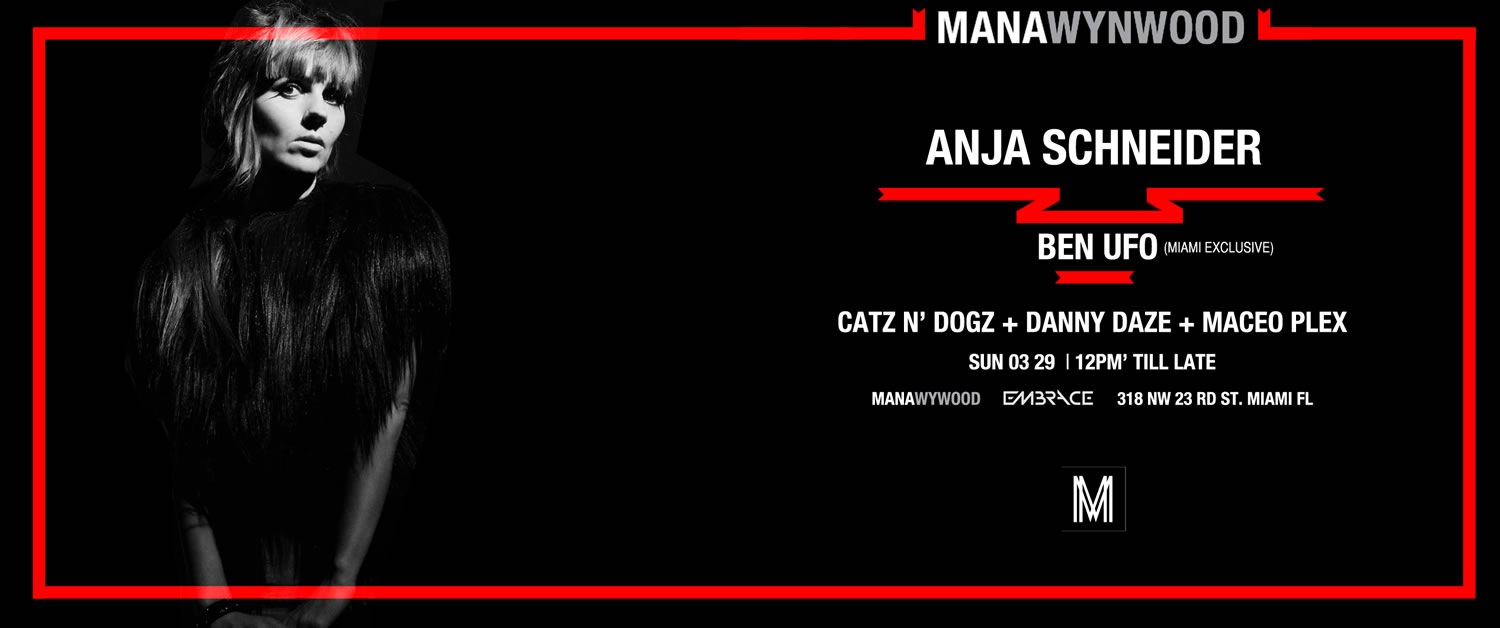 MANAWYNWOOD
ANJA SCHNEIDER
BEN UFO (MIAMI EXCLUSIVE)
CATZ N’ DOGZ + DANNY DAZE + MACEO PLEX
SUN 03 29 | 12PM’ TILL LATE
MANAWYWOOD EMBRACE 318 NW 23 RD ST. MIAMI FL
M